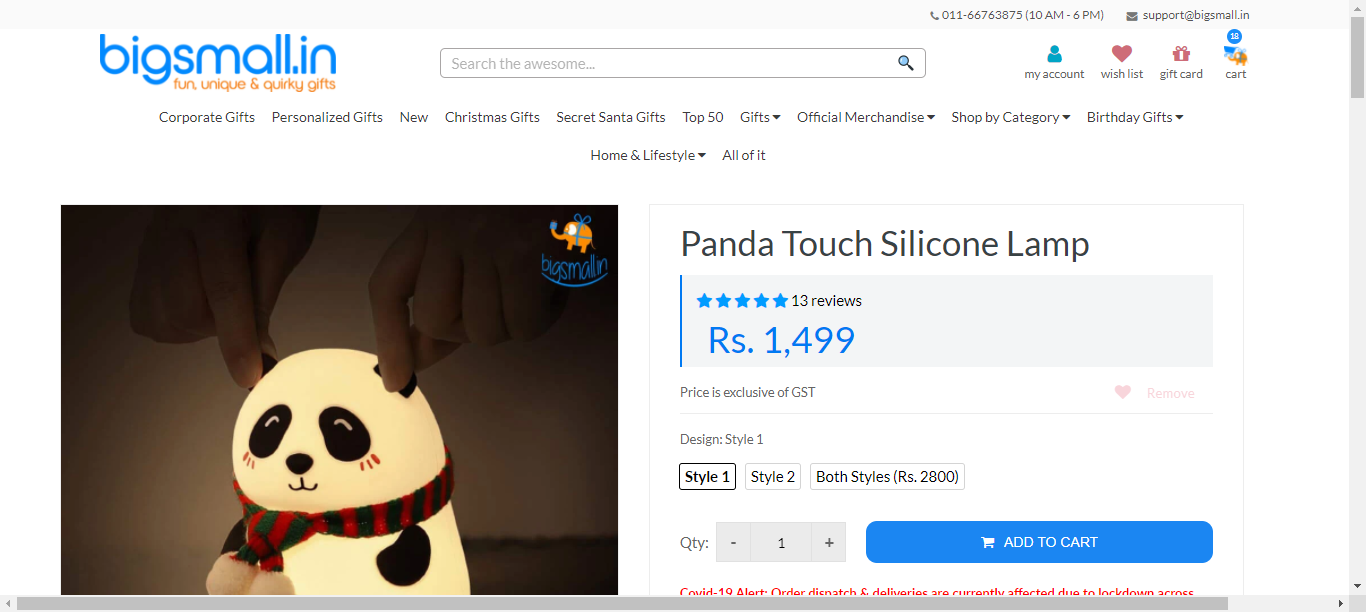 011-66763875 (10 AM - 6 PM) support@bigsmall.in
bigsmall.in
fun, unique & quirky gifts
Search the awesome...
18
my account wish list gift card cart
Corporate Gifts Personalized Gifts New Christmas Gifts Secret Santa Gifts Top 50 Gifts Official Merchandise Shop by Category Birthday Gifts
Home & Lifestyle All of it
bigsmall.in
Panda Touch Silicone Lamp
13 reviews
Rs. 1,499
Price is exclusive of GST
Remove
Design: Style 1
Style 1 Style 2 Both Styles (Rs. 2800)
Qty: - 1 + ADD TO CART
Covid-19 Alert: Order dispatch & deliveries are currently affected due to lockdown across